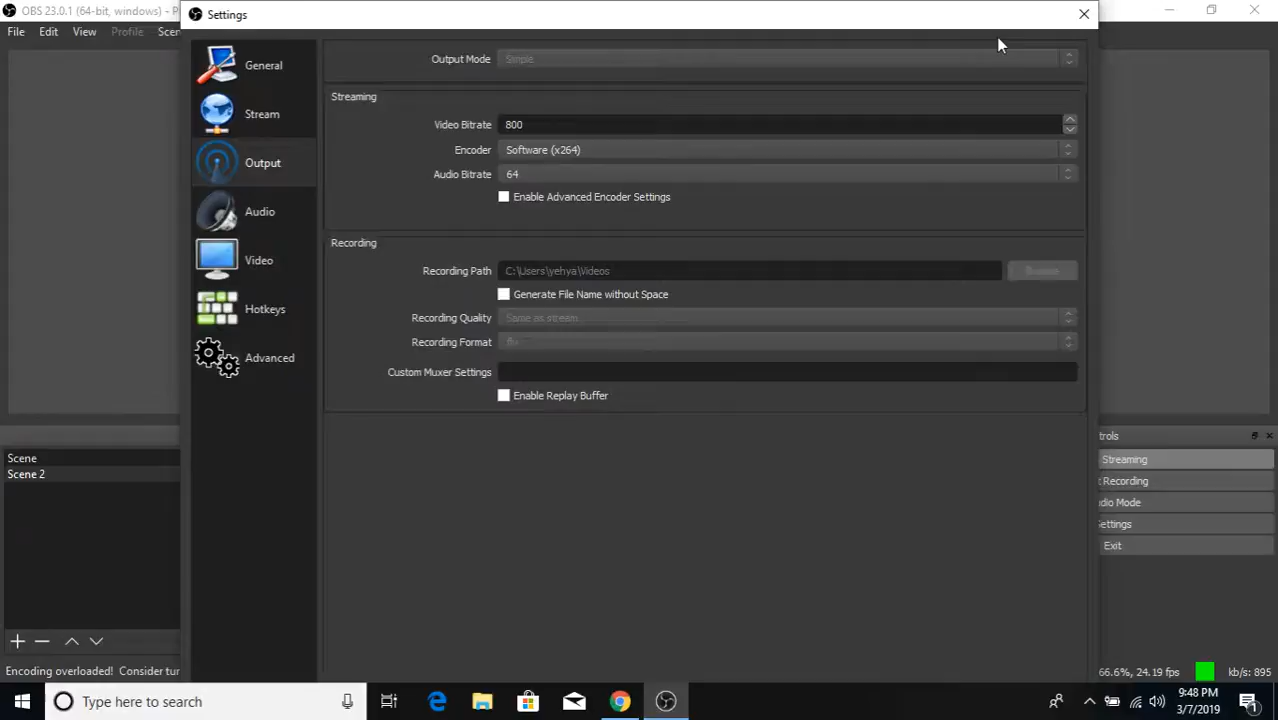 OBS 23.0.1 (64-bit, windows) - P
Settings
File Edit View Profile Scen
General
Stream
Output
Audio
Video
Hotkeys
Advanced
Output Mode Simple
Streaming
Video Bitrate 800
Encoder Software (x264)
Audio Bitrate 64
Enable Advanced Encoder Settings
Recording
Recording Path C:\Users\yehya\Videos
Browse
Generate File Name without Space
Recording Quality Same as stream
Recording Format flv
Custom Muxer Settings
Enable Replay Buffer
Scene
Scene 2
trols
Streaming
t Recording
dio Mode
Settings
Exit
Encoding overloaded! Consider tur
66.6%, 24.19 fps
kb/s: 895
Type here to search
9:48 PM
3/7/2019
1